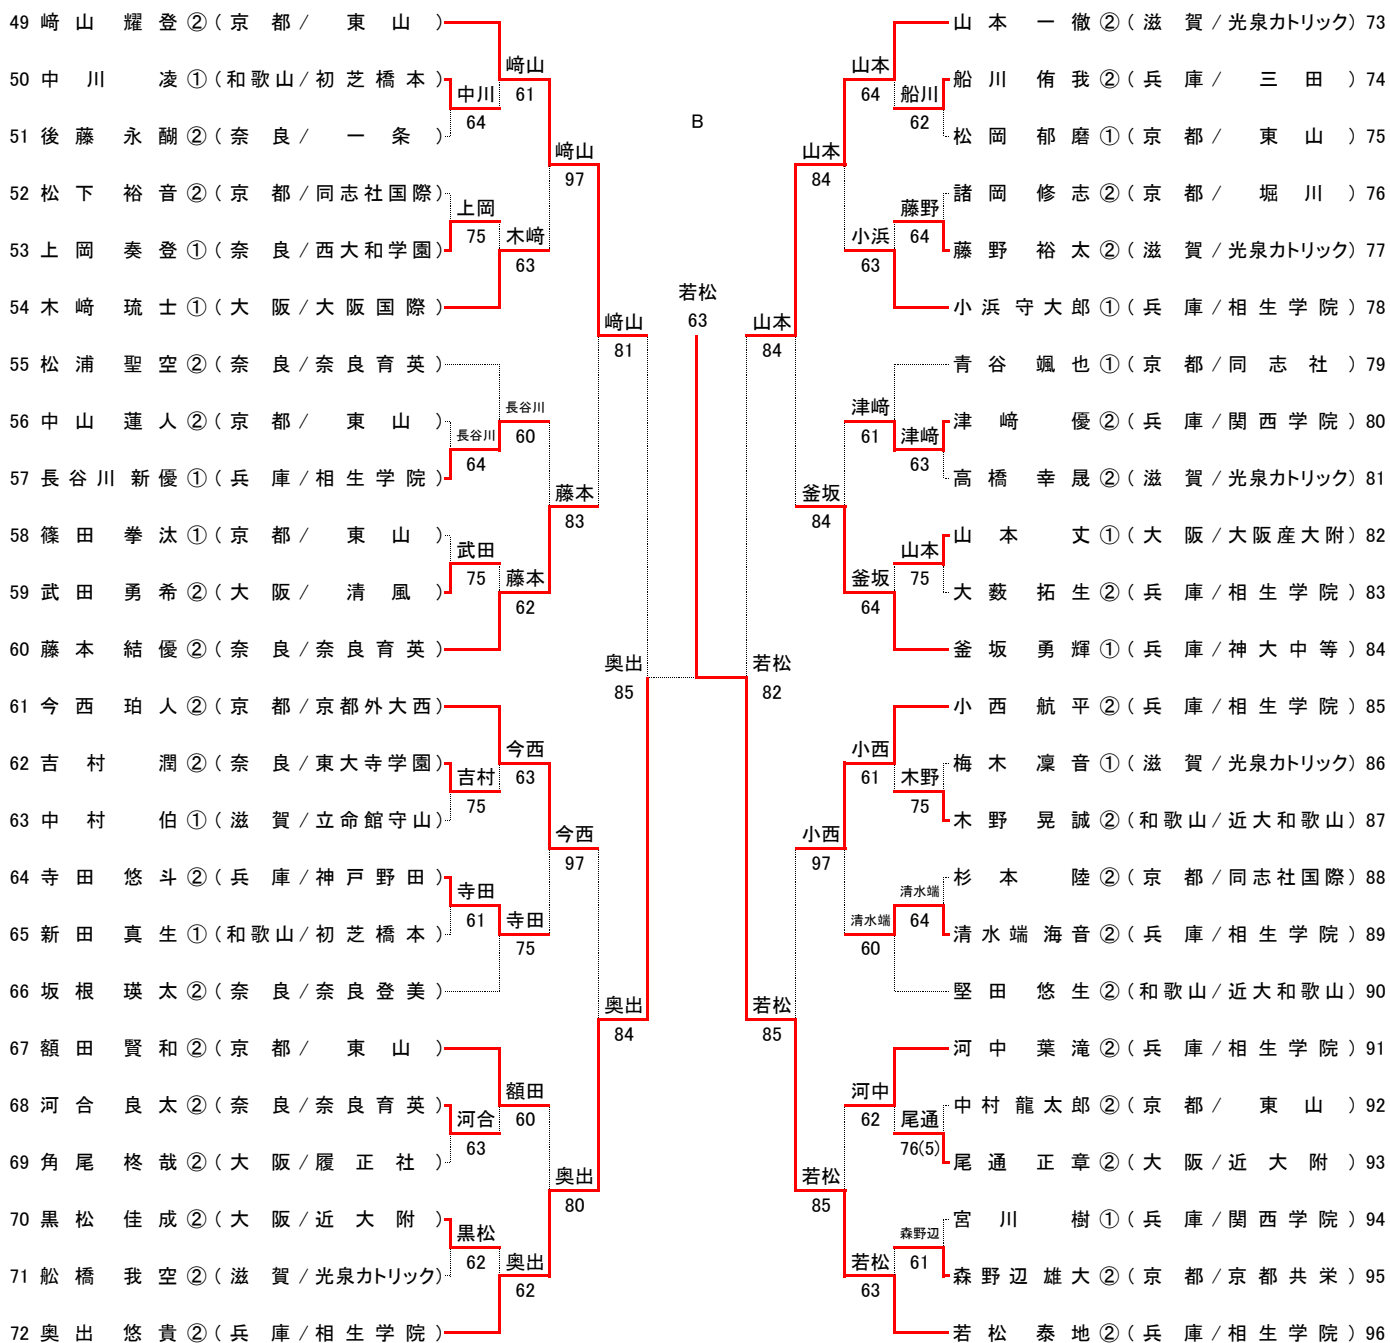 49 﨑山 耀登 ② ( 京都 / 東山 )
50 中川 凌 ① ( 和歌山 / 初芝橋本 )
51 後藤 永醐 ② ( 奈良 / 一条 )
52 松下 裕音 ② ( 京都 / 同志社国際 )
53 上岡 奏登 ① ( 奈良 / 西大和学園 )
54 木﨑 琉士 ① ( 大阪 / 大阪国際 )
55 松浦 聖空 ② ( 奈良 / 奈良育英 )
56 中山 蓮人 ② ( 京都 / 東山 )
57 長谷川 新優 ① ( 兵庫 / 相生学院 )
58 篠田 拳汰 ① ( 京都 / 東山 )
59 武田 勇希 ② ( 大阪 / 清風 )
60 藤本 結優 ② ( 奈良 / 奈良育英 )
61 今西 珀人 ② ( 京都 / 京都外大西 )
62 吉村 潤 ② ( 奈良 / 東大寺学園 )
63 中村 伯 ① ( 滋賀 / 立命館守山 )
64 寺田 悠斗 ② ( 兵庫 / 神戸野田 )
65 新田 真生 ① ( 和歌山 / 初芝橋本 )
66 坂根 瑛太 ② ( 奈良 / 奈良登美 )
67 額田 賢和 ② ( 京都 / 東山 )
68 河合 良太 ② ( 奈良 / 奈良育英 )
69 角尾 柊哉 ② ( 大阪 / 履正社 )
70 黒松 佳成 ② ( 大阪 / 近大附 )
71 舩橋 我空 ② ( 滋賀 / 光泉カトリック )
72 奥出 悠貴 ② ( 兵庫 / 相生学院 )
中川
64
上岡
75
長谷川
64
武田
75
吉村
75
寺田
61
河合
63
黒松
62
﨑山
61
木﨑
63
長谷川
60
藤本
62
今西
63
寺田
75
額田
60
奥出
62
﨑山
97
藤本
83
今西
97
奥出
80
﨑山
81
奥出
84
奥出
85
B
若松
63
若松
82
山本
84
若松
85
山本
84
釜坂
84
小西
97
若松
85
山本
64
小浜
63
津﨑
61
釜坂
64
小西
61
清水端
60
河中
62
若松
63
船川
62
藤野
64
津﨑
63
山本
75
木野
75
清水端
64
尾通
76(5)
森野辺
61
山本 一徹 ② ( 滋賀 / 光泉カトリック ) 73
船川 侑我 ② ( 兵庫 / 三田 ) 74
松岡 郁磨 ① ( 京都 / 東山 ) 75
諸岡 修志 ② ( 京都 / 堀川 ) 76
藤野 裕太 ② ( 滋賀 / 光泉カトリック ) 77
小浜 守大郎 ① ( 兵庫 / 相生学院 ) 78
青谷 颯也 ① ( 京都 / 同志社 ) 79
津﨑 優 ② ( 兵庫 / 関西学院 ) 80
高橋 幸晟 ② ( 滋賀 / 光泉カトリック ) 81
山本 丈 ① ( 大阪 / 大阪産大附 ) 82
大薮 拓生 ② ( 兵庫 / 相生学院 ) 83
釜坂 勇輝 ① ( 兵庫 / 神大中等 ) 84
小西 航平 ② ( 兵庫 / 相生学院 ) 85
梅木 凜音 ① ( 滋賀 / 光泉カトリック ) 86
木野 晃誠 ② ( 和歌山 / 近大和歌山 ) 87
杉本 陸 ② ( 京都 / 同志社国際 ) 88
清水端 海音 ② ( 兵庫 / 相生学院 ) 89
堅田 悠生 ② ( 和歌山 / 近大和歌山 ) 90
河中 葉滝 ② ( 兵庫 / 相生学院 ) 91
中村 龍太郎 ② ( 京都 / 東山 ) 92
尾通 正章 ② ( 大阪 / 近大附 ) 93
宮川 樹 ① ( 兵庫 / 関西学院 ) 94
森野辺 雄大 ② ( 京都 / 京都共栄 ) 95
若松 泰地 ② ( 兵庫 / 相生学院 ) 96